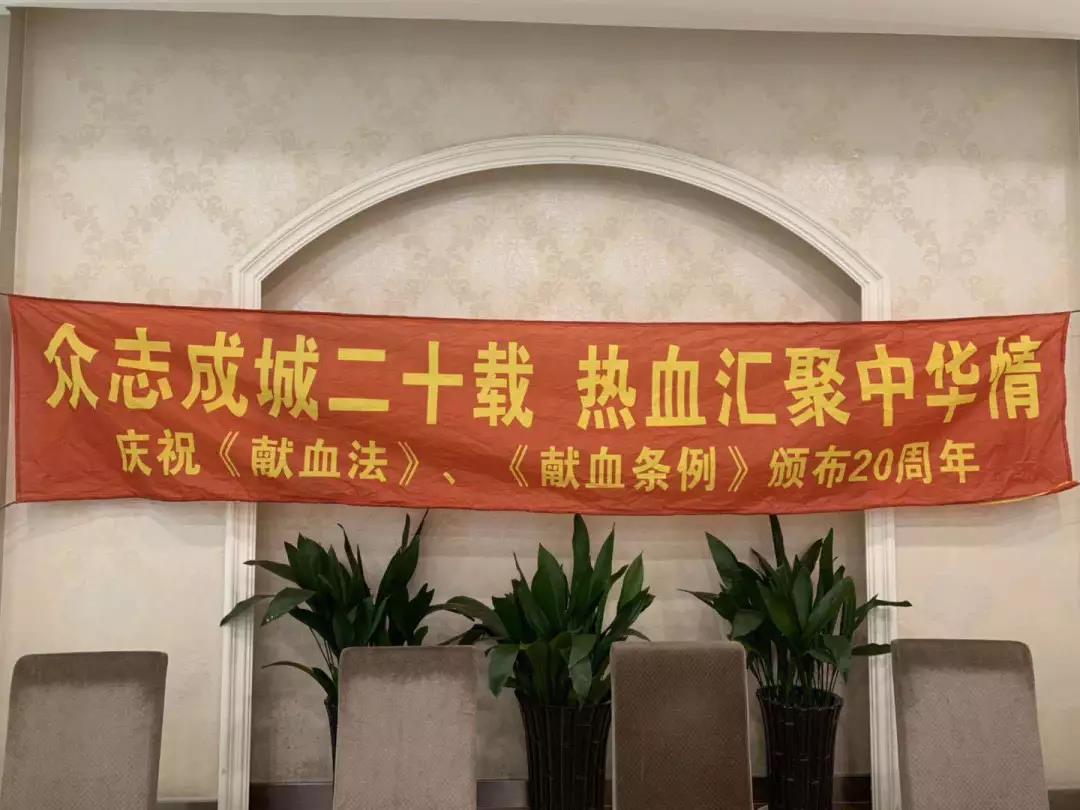 众志成城二十载 热血汇聚中华情
庆祝《献血法》、《献血条例》颁布20周年